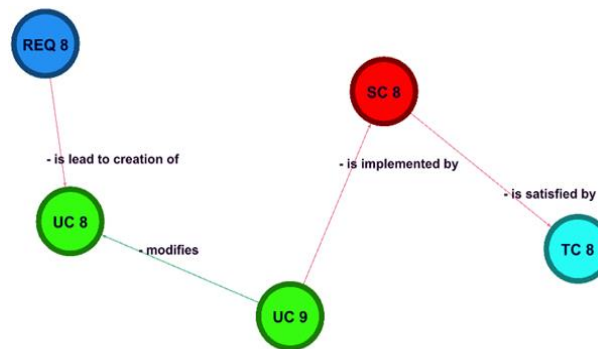 REQ 8
SC 8
- is lead to creation of
- is implemented by
- is satisfied by
UC 8
- modifies
TC 8
UC 9